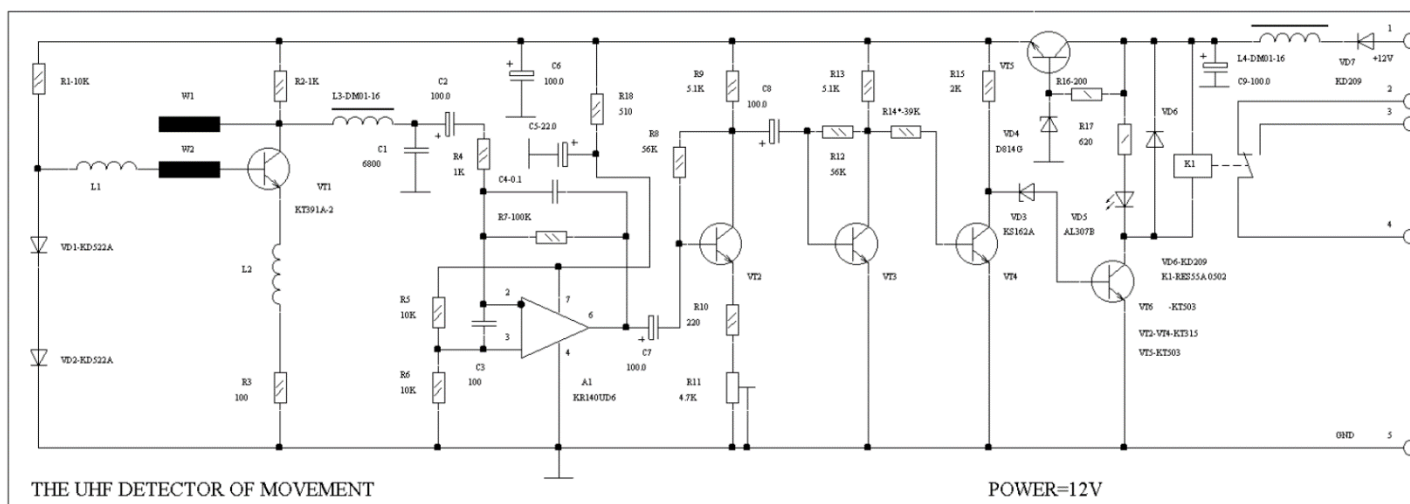 R1-10K
W1
W2
L1
VD1-KD522A
VD2-KD522A
R2-1K
L3-DM01-16
VT1
KT391A-2
L2
R3
100
C2
100.0
+
C1
6800
R4
1K
+
C6
100.0
C5-22.0
+
R18
510
C4-0.1
R7-100K
R5
10K
R6
10K
2
3
7
6
4
C3
100
A1
KR140UD6
+
C7
100.0
R8
56K
R9
5.1K
VT2
R10
220
R11
4.7K
C8
100.0
+
R12
56K
R13
5.1K
R14*-39K
VT3
R15
2K
VT4
VT5
R16-200
VD4
D814G
R17
620
VD6
VD3
KS162A
VD5
AL307B
K1
+
C9-100.0
L4-DM01-16
VD7
KD209
1
+12V
2
3
4
VD6-KD209
K1-RES55A 0502
VT6 -KT503
VT2-VT4-KT315
VT5-KT503
GND 5
THE UHF DETECTOR OF MOVEMENT
POWER=12V